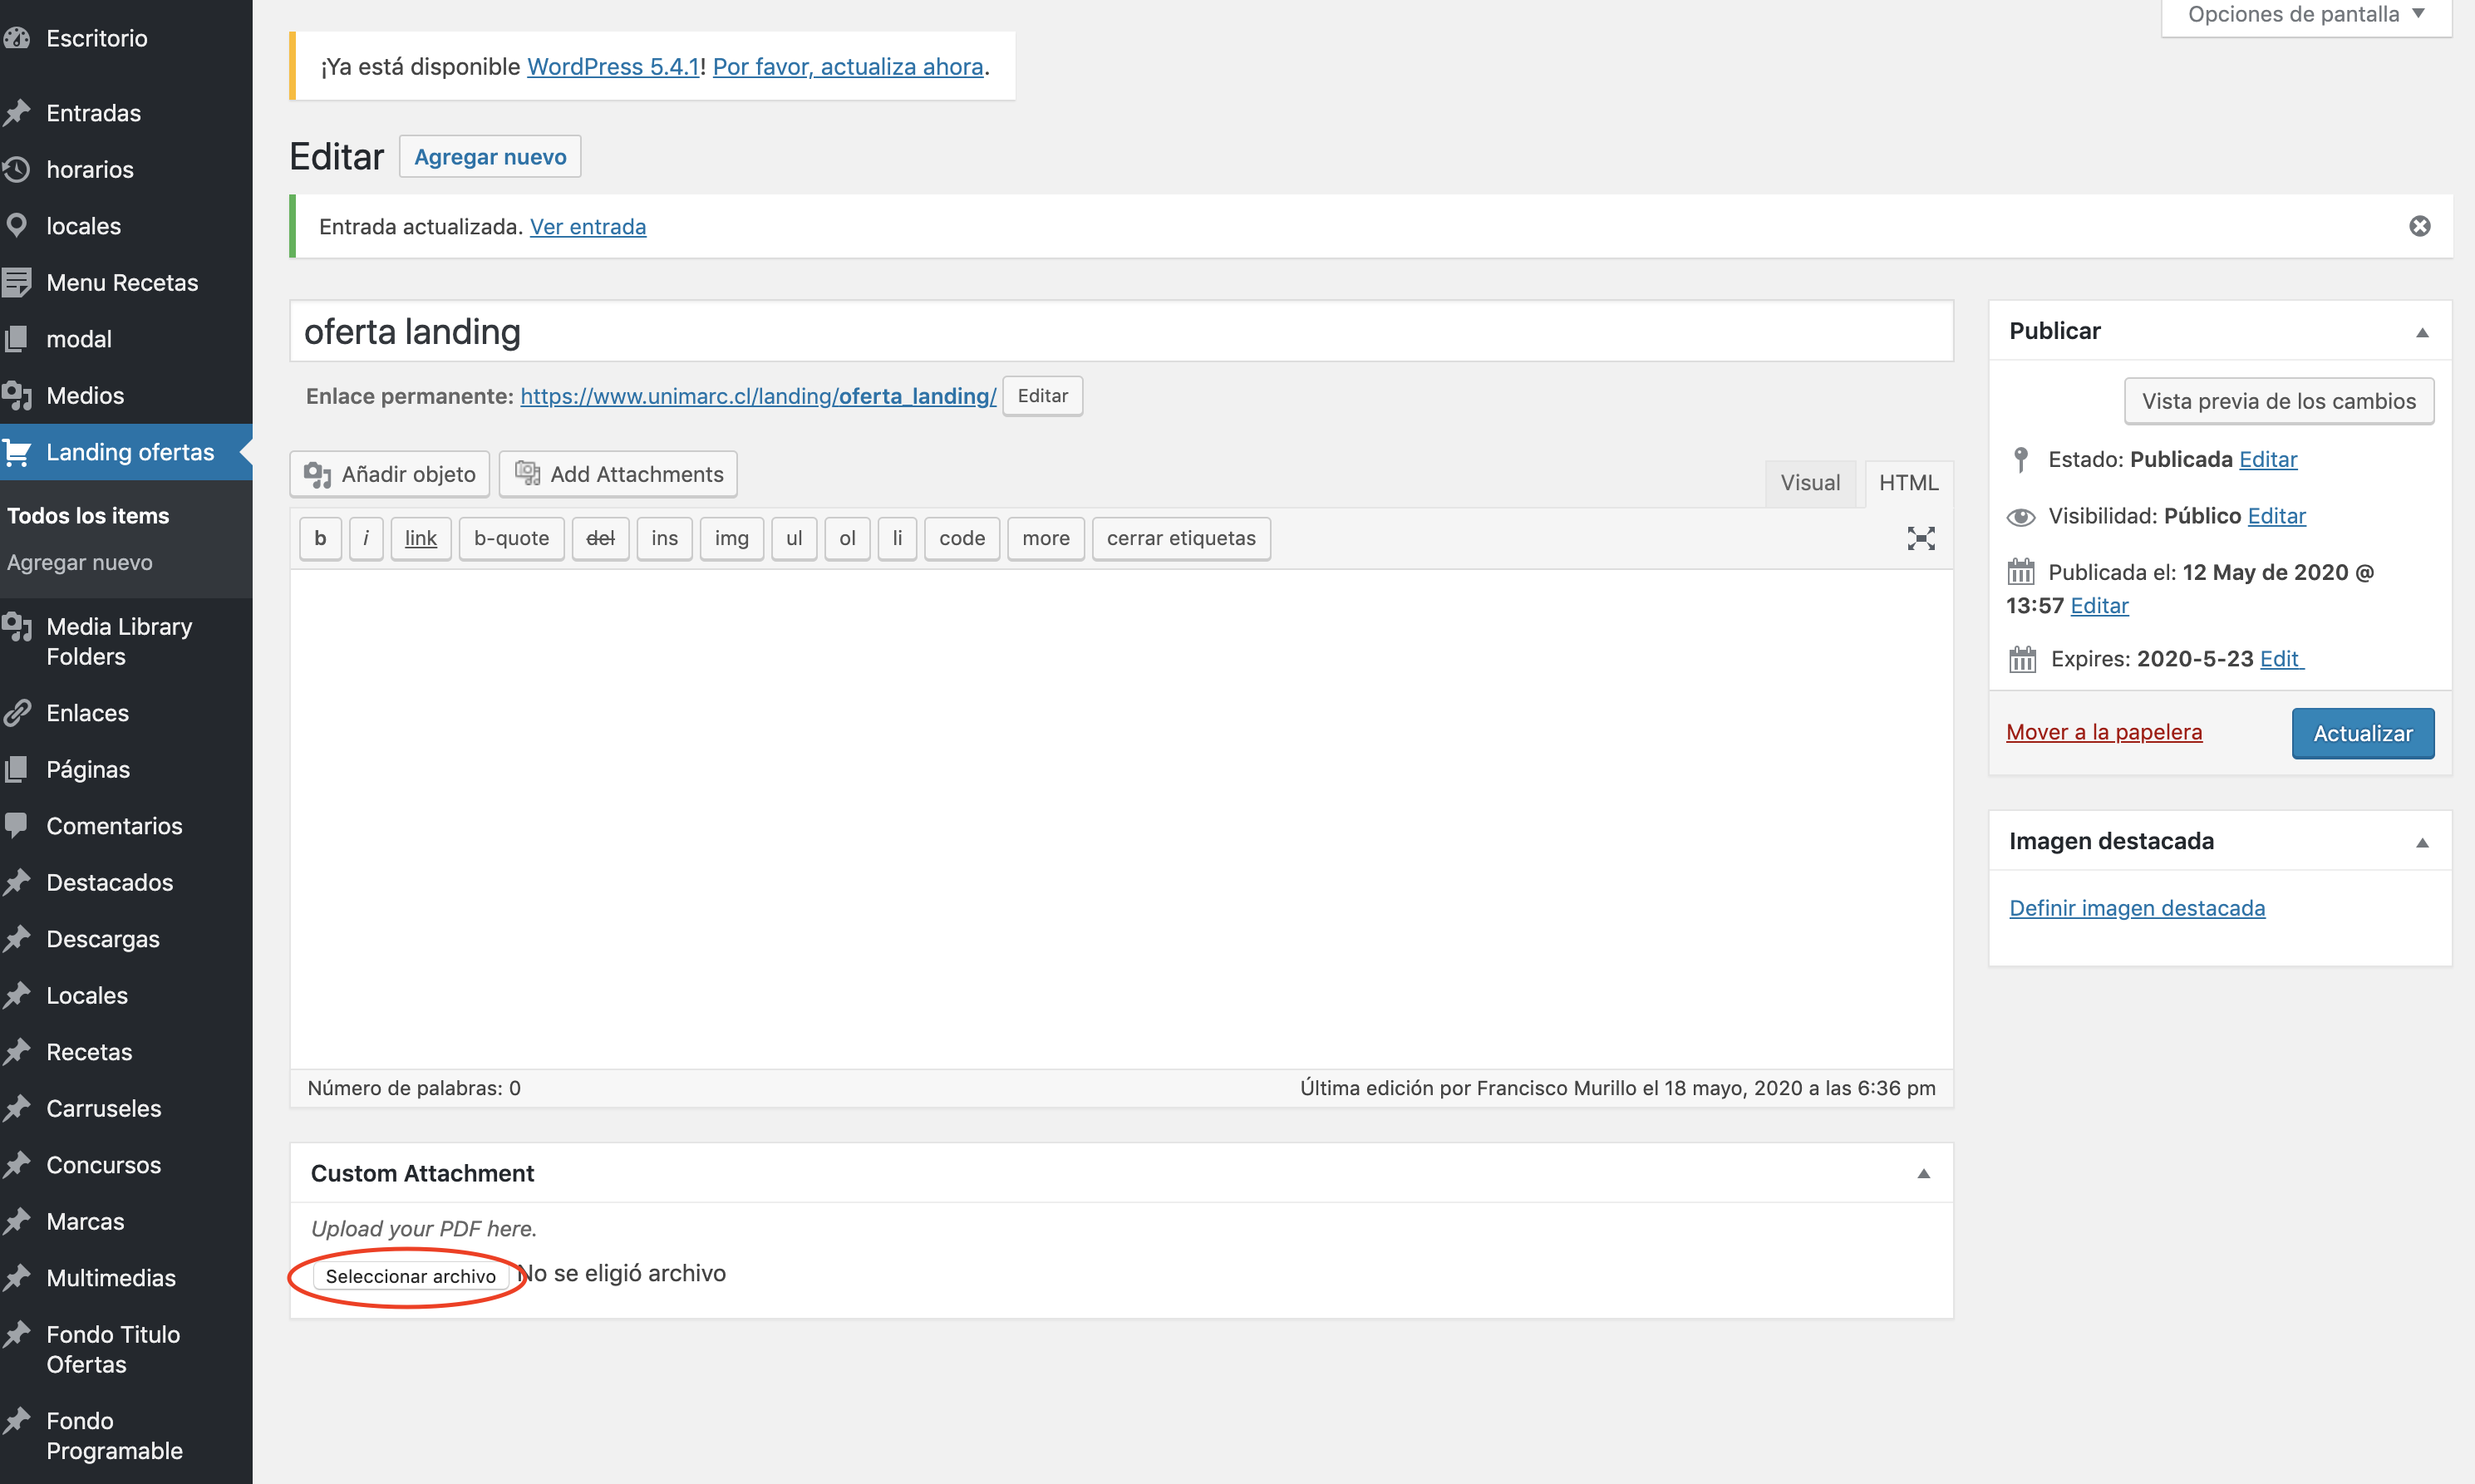 Escritorio
Entradas
horarios
locales
Menu Recetas
modal
Medios
Landing ofertas
Todos los items
Agregar nuevo
Media Library
Folders
Enlaces
Páginas
Comentarios
Destacados
Descargas
Locales
Recetas
Carruseles
Concursos
Marcas
Multimedias
Fondo Titulo
Ofertas
Fondo
Programable
Opciones de pantalla
¡Ya está disponible WordPress 5.4.1! Por favor, actualiza ahora.
Editar Agregar nuevo
Entrada actualizada. Ver entrada
oferta landing
Enlace permanente: https://www.unimarc.cl/landing/oferta_landing/ Editar
Añadir objeto Add Attachments Visual HTML
b i link b-quote del ins img ul ol li code more cerrar etiquetas
Número de palabras: 0 Última edición por Francisco Murillo el 18 mayo, 2020 a las 6:36 pm
Custom Attachment
Upload your PDF here.
Seleccionar archivo No se eligió archivo
Publicar
Vista previa de los cambios
Estado: Publicada Editar
Visibilidad: Público Editar
Publicada el: 12 May de 2020 @
13:57 Editar
Expires: 2020-5-23 Edit
Mover a la papelera Actualizar
Imagen destacada
Definir imagen destacada